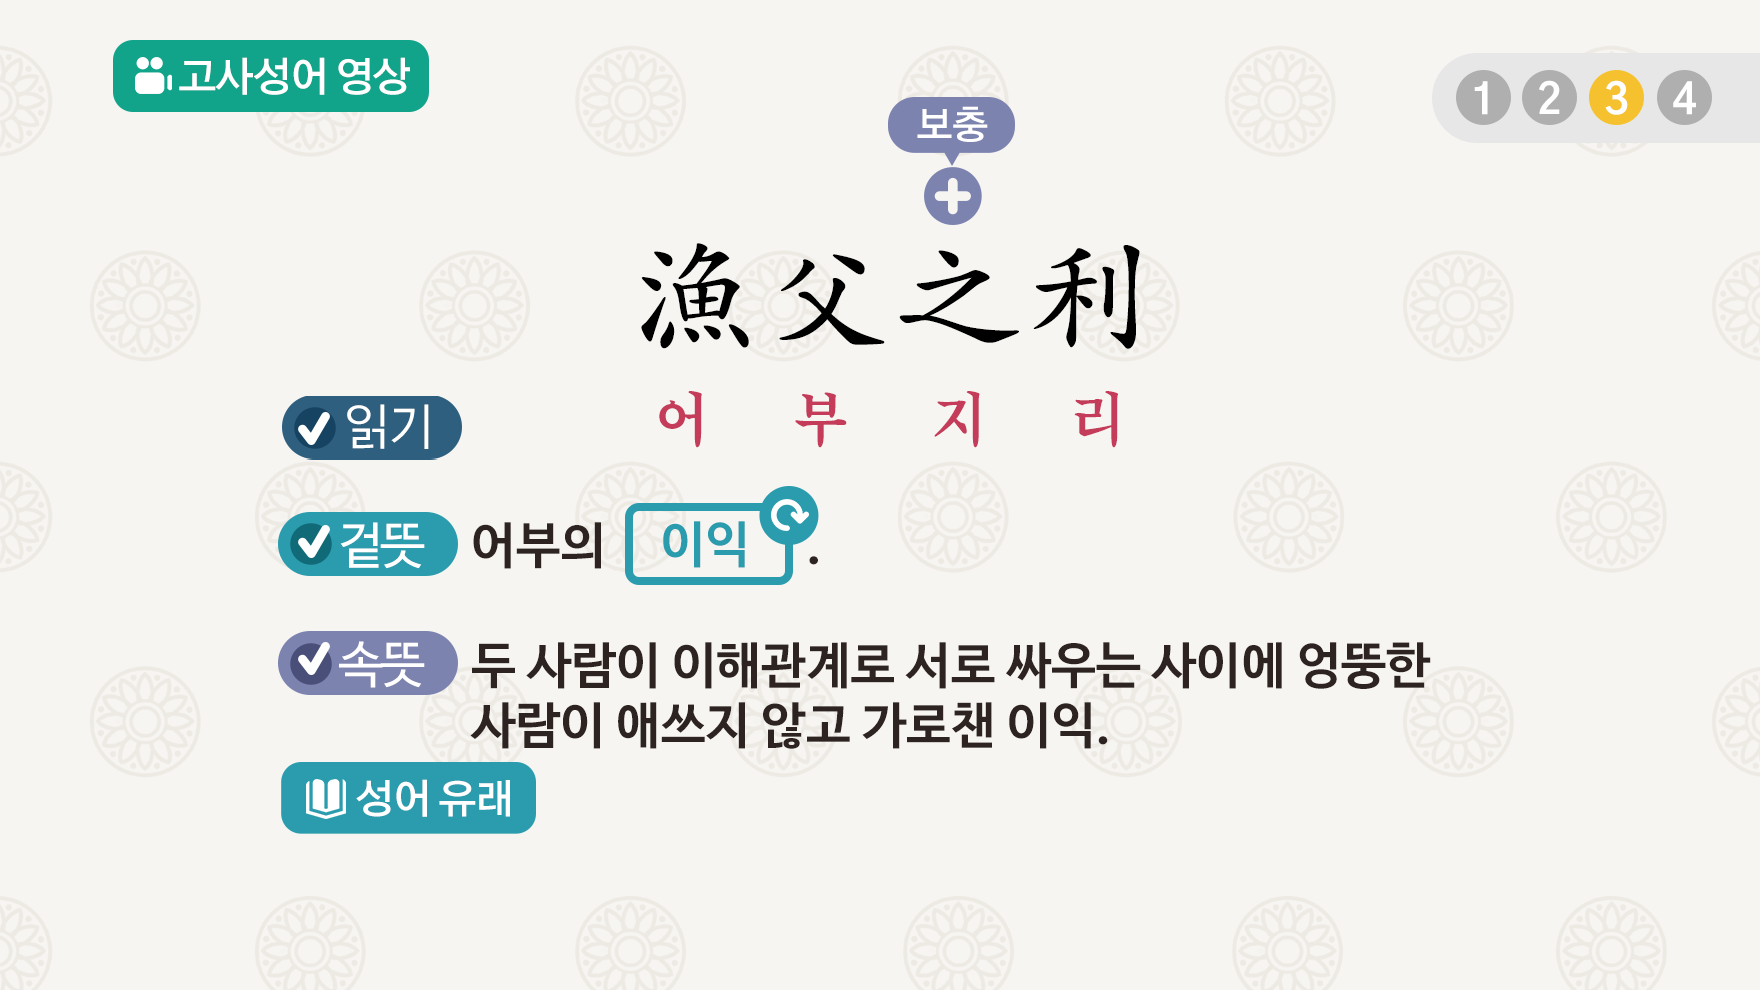 고사성어 영상
1 2 3 4
보충
漁父之利
어 부 지 리
읽기
겉뜻 어부의 이익 .
속뜻 두 사람이 이해관계로 서로 싸우는 사이에 엉뚱한
사람이 애쓰지 않고 가로챈 이익.
성어 유래